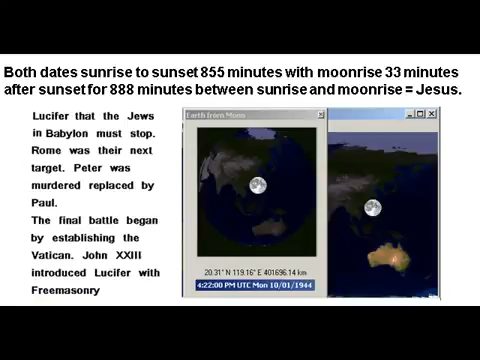 Both dates sunrise to sunset 855 minutes with moonrise 33 minutes
after sunset for 888 minutes between sunrise and moonrise = Jesus.
Lucifer that the Jews
in Babylon must stop.
Rome was their next
target. Peter was
murdered replaced by
Paul.
The final battle began
by establishing the
Vatican. John XXIII
introduced Lucifer with
Freemasonry
Earth from Moon
20.31° N 119.16° E 401696.14 km
4:22:00 PM UTC Mon 10/01/1944